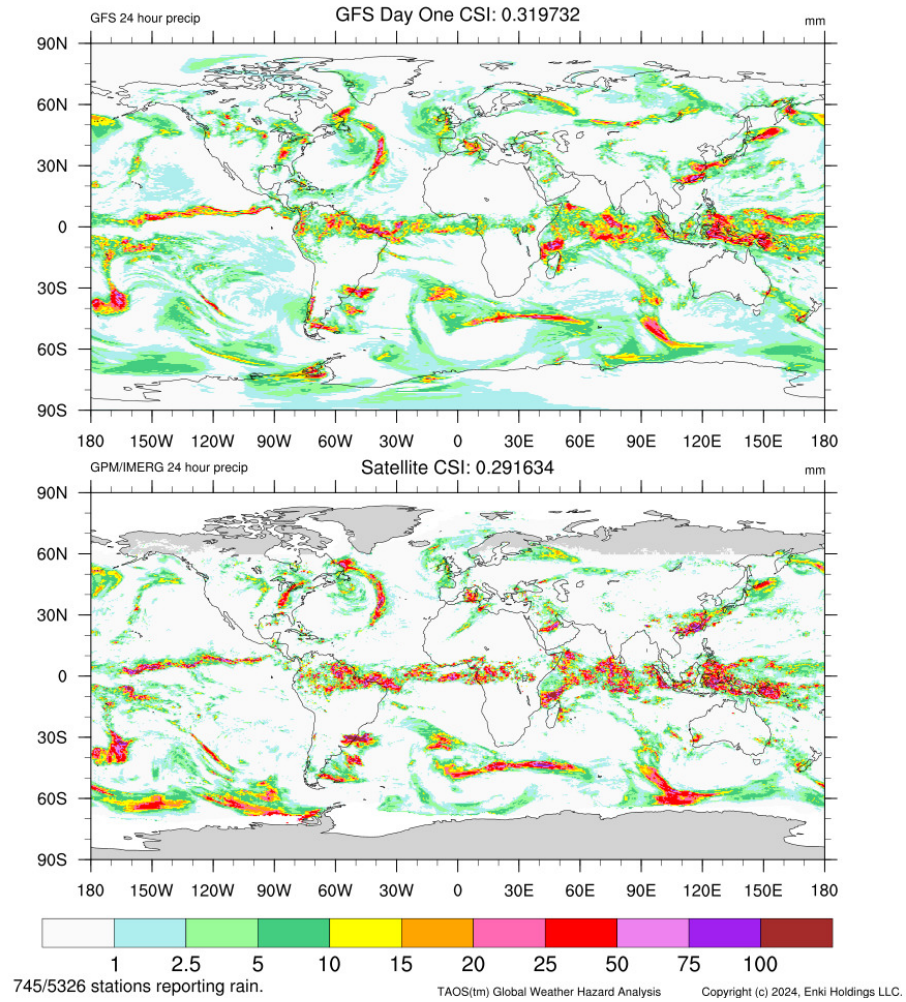 GFS Day One CSI: 0.319732
GFS 24 hour precip
mm
90N
60N
30N
0
30S
60S
90S
180 150W 120W 90W 60W 30W 0 30E 60E 90E 120E 150E 180
GPM/IMERG 24 hour precip
Satellite CSI: 0.291634
mm
90N
60N
30N
0
30S
60S
90S
180 150W 120W 90W 60W 30W 0 30E 60E 90E 120E 150E 180
1 2.5 5 10 15 20 25 50 75 100
745/5326 stations reporting rain.
TAOS(tm) Global Weather Hazard Analysis
Copyright (c) 2024, Enki Holdings LLC.